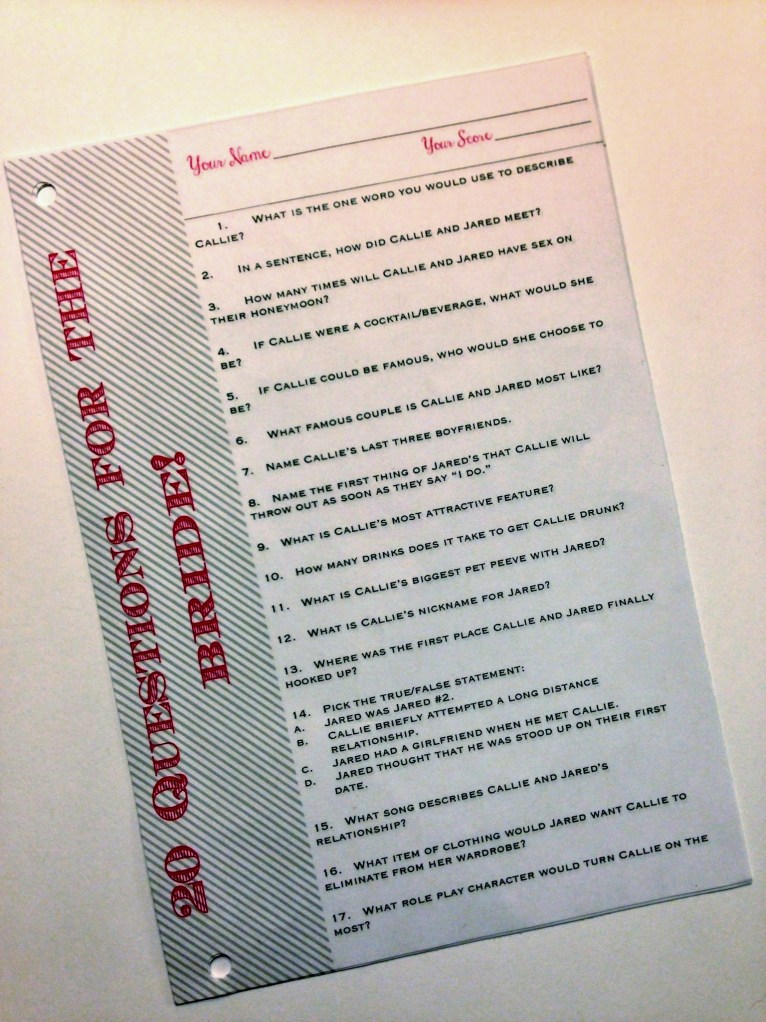 20 QUESTIONS FOR THE
BRIDE!
Your Name
Your Score
1. WHAT IS THE ONE WORD YOU WOULD USE TO DESCRIBE
CALLIE?
2. IN A SENTENCE, HOW DID CALLIE AND JARED MEET?
3. HOW MANY TIMES WILL CALLIE AND JARED HAVE SEX ON
THEIR HONEYMOON?
4. IF CALLIE WERE A COCKTAIL/BEVERAGE, WHAT WOULD SHE
BE?
5. IF CALLIE COULD BE FAMOUS, WHO WOULD SHE CHOOSE TO
BE?
6. WHAT FAMOUS COUPLE IS CALLIE AND JARED MOST LIKE?
7. NAME CALLIE'S LAST THREE BOYFRIENDS.
8. NAME THE FIRST THING OF JARED'S THAT CALLIE WILL
THROW OUT AS SOON AS THEY SAY "I DO."
9. WHAT IS CALLIE'S MOST ATTRACTIVE FEATURE?
10. HOW MANY DRINKS DOES IT TAKE TO GET CALLIE DRUNK?
11. WHAT IS CALLIE'S BIGGEST PET PEEVE WITH JARED?
12. WHAT IS CALLIE'S NICKNAME FOR JARED?
13. WHERE WAS THE FIRST PLACE CALLIE AND JARED FINALLY
HOOKED UP?
14. PICK THE TRUE/FALSE STATEMENT:
A. JARED WAS JARED #2.
B. CALLIE BRIEFLY ATTEMPTED A LONG DISTANCE
RELATIONSHIP.
C. JARED HAD A GIRLFRIEND WHEN HE MET CALLIE.
D. JARED THOUGHT THAT HE WAS STOOD UP ON THEIR FIRST
DATE.
15. WHAT SONG DESCRIBES CALLIE AND JARED'S
RELATIONSHIP?
16. WHAT ITEM OF CLOTHING WOULD JARED WANT CALLIE TO
ELIMINATE FROM HER WARDROBE?
17. WHAT ROLE PLAY CHARACTER WOULD TURN CALLIE ON THE
MOST?